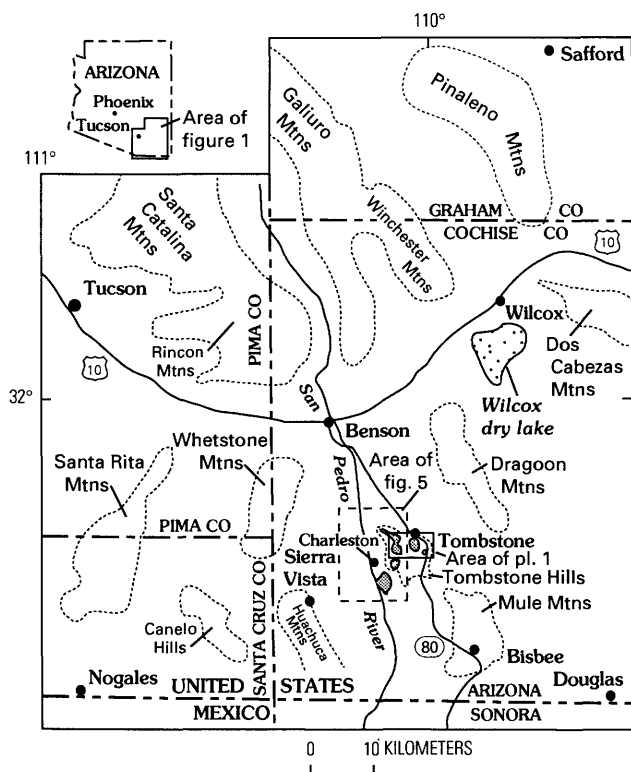 110°
ARIZONA
Phoenix
Tucson
Area of
figure 1
Safford
Galiuro
Mtns
Pinaleno
Mtns
111°
Santa
Catalina
Mtns
Winchester
Mtns
GRAHAM CO
COCHISE CO
10
Tucson
PIMA CO
Wilcox
Rincon
Mtns
Dos
Cabezas
Mtns
10
Wilcox
dry lake
32°
San
Pedro
River
Benson
Whetstone
Mtns
Santa Rita
Mtns
Area of
fig. 5
Dragoon
Mtns
PIMA CO
Charleston
Tombstone
Area of pl. 1
Tombstone Hills
Sierra
Vista
SANTA CRUZ CO
Huachuca
Mtns
Mule Mtns
Canelo
Hills
80
Bisbee
Nogales
UNITED STATES
MEXICO
ARIZONA
SONORA
Douglas
0 10 KILOMETERS